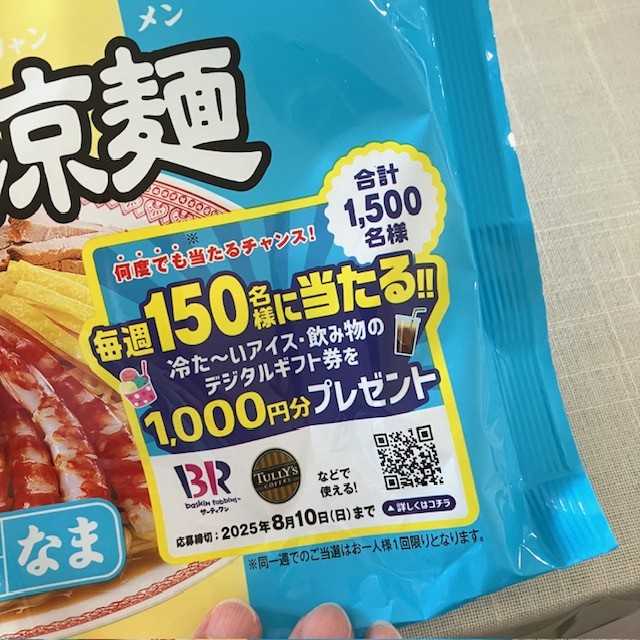 ャン
メン
涼麺
合計
1,500
名様
※
何度でも当たるチャンス!
毎週150名様に当たる!!
冷た〜いアイス・飲み物の
デジタルギフト券を
1,000円分プレゼント
BR
baskin robbins
サーティワン
TULLY'S
COFFEE
などで
使える!
▲詳しくはコチラ
応募締切:2025年8月10日(日)まで
※同一週でのご当選はお一人様1回限りとなります。
なま